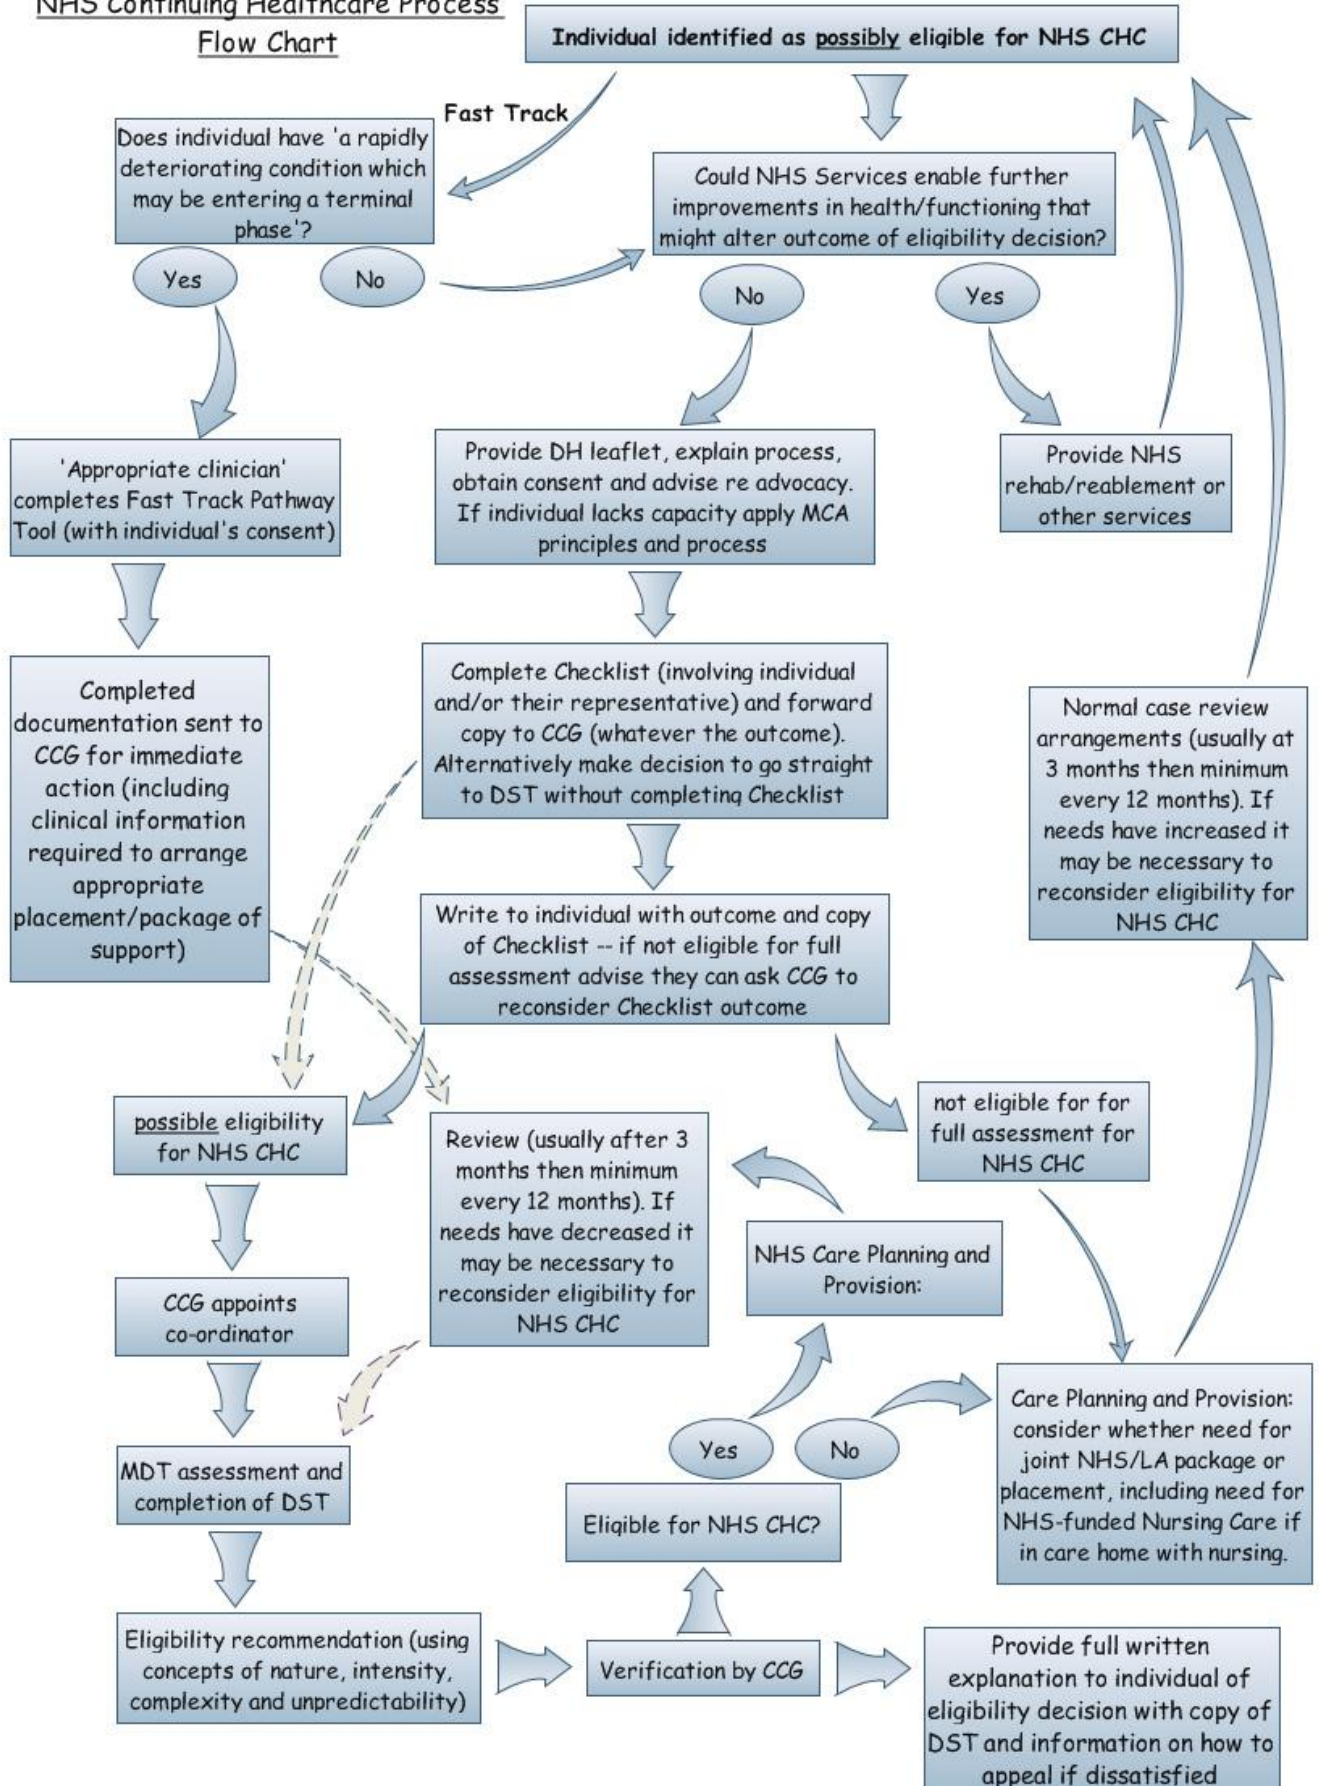 NHS Continuing Healthcare Process
Flow Chart
Individual identified as possibly eligible for NHS CHC
Fast Track
Does individual have 'a rapidly
deteriorating condition which
may be entering a terminal
phase'?
Could NHS Services enable further
improvements in health/functioning that
might alter outcome of eligibility decision?
Yes
No
No
Yes
'Appropriate clinician'
completes Fast Track Pathway
Tool (with individual's consent)
Provide DH leaflet, explain process,
obtain consent and advise re advocacy.
If individual lacks capacity apply MCA
principles and process
Provide NHS
rehab/reablement or
other services
Completed
documentation sent to
CCG for immediate
action (including
clinical information
required to arrange
appropriate
placement/package of
support)
Complete Checklist (involving individual
and/or their representative) and forward
copy to CCG (whatever the outcome).
Alternatively make decision to go straight
to DST without completing Checklist
Normal case review
arrangements (usually at
3 months then minimum
every 12 months). If
needs have increased it
may be necessary to
reconsider eligibility for
NHS CHC
Write to individual with outcome and copy
of Checklist -- if not eligible for full
assessment advise they can ask CCG to
reconsider Checklist outcome
possible eligibility
for NHS CHC
Review (usually after 3
months then minimum
every 12 months). If
needs have decreased it
may be necessary to
reconsider eligibility for
NHS CHC
not eligible for for
full assessment for
NHS CHC
NHS Care Planning and
Provision:
CCG appoints
co-ordinator
Yes
No
Care Planning and Provision:
consider whether need for
joint NHS/LA package or
placement, including need for
NHS-funded Nursing Care if
in care home with nursing.
MDT assessment and
completion of DST
Eligible for NHS CHC?
Eligibility recommendation (using
concepts of nature, intensity,
complexity and unpredictability)
Verification by CCG
Provide full written
explanation to individual of
eligibility decision with copy of
DST and information on how to
appeal if dissatisfied